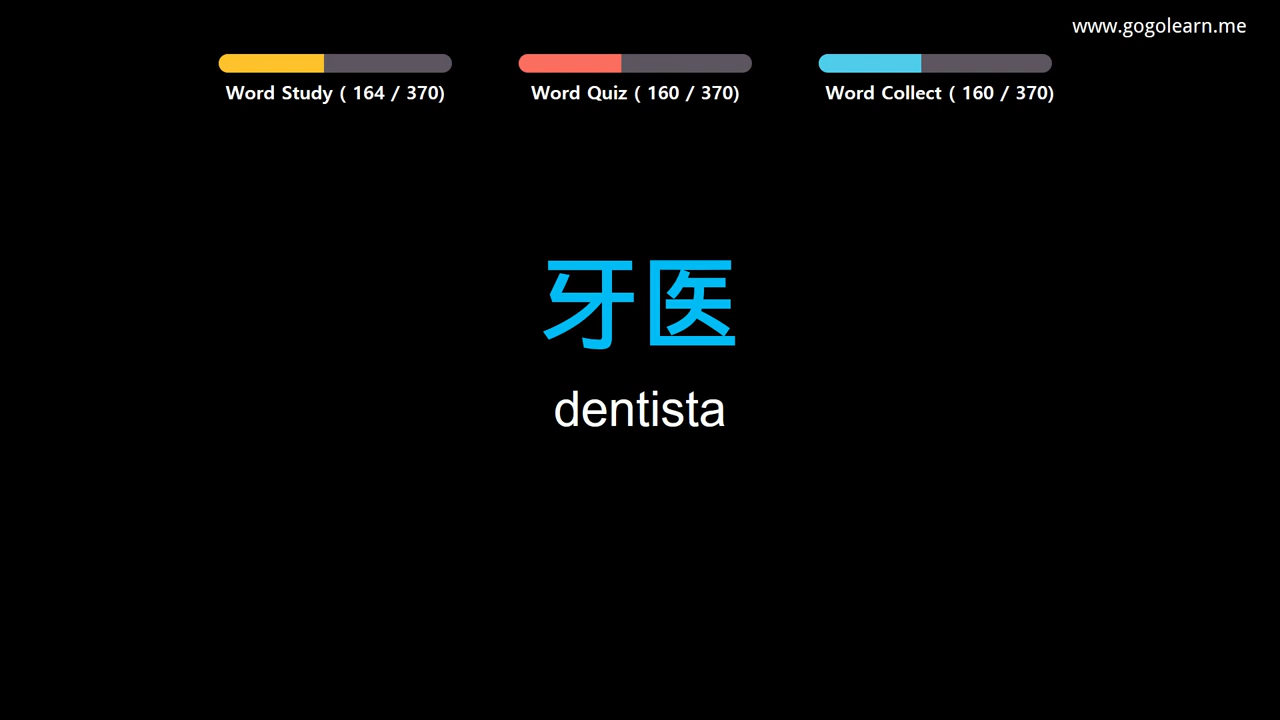 www.gogolearn.me
Word Study ( 164 / 370)
Word Quiz ( 160 / 370)
Word Collect ( 160 / 370)
牙医
dentista